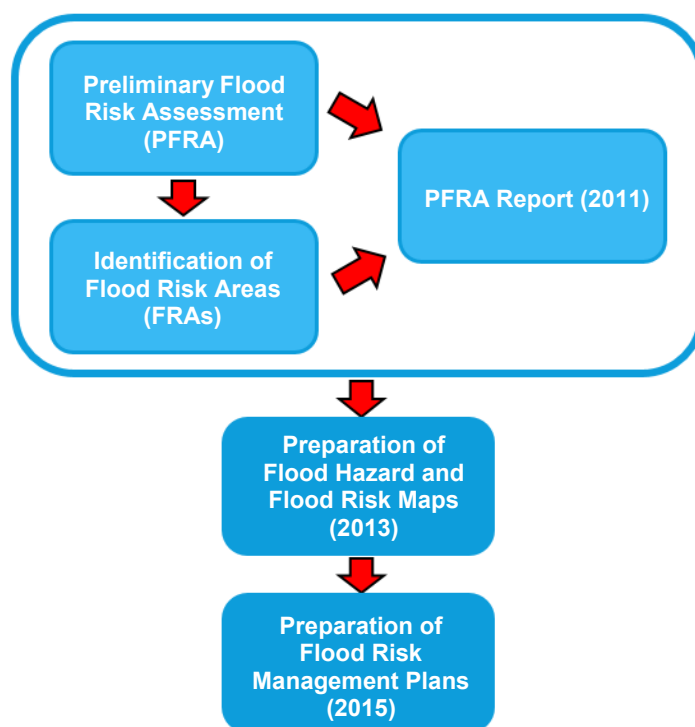 Preliminary Flood
Risk Assessment
(PFRA)
PFRA Report (2011)
Identification of
Flood Risk Areas
(FRAs)
Preparation of
Flood Hazard and
Flood Risk Maps
(2013)
Preparation of
Flood Risk
Management Plans
(2015)